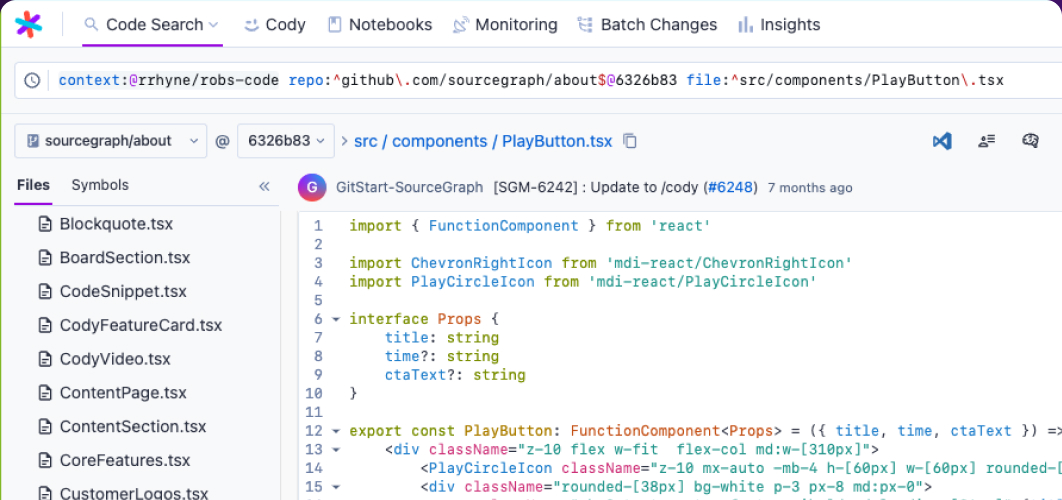 Code Search Cody Notebooks Monitoring Batch Changes Insights
context:@rrhyne/robs-code repo:^github\.com/sourcegraph/about$@6326b83 file:^src/components/PlayButton\.tsx
sourcegraph/about @ 6326b83 > src / components / PlayButton.tsx
Files Symbols «
G GitStart-SourceGraph [SGM-6242] : Update to /cody (#6248) 7 months ago
Blockquote.tsx
BoardSection.tsx
CodeSnippet.tsx
CodyFeatureCard.tsx
CodyVideo.tsx
ContentPage.tsx
ContentSection.tsx
CoreFeatures.tsx
CustomerLogos.tsx
1 import { FunctionComponent } from 'react'
2
3 import ChevronRightIcon from 'mdi-react/ChevronRightIcon'
4 import PlayCircleIcon from 'mdi-react/PlayCircleIcon'
5
6 interface Props {
7 title: string
8 time?: string
9 ctaText?: string
10 }
11
12 export const PlayButton: FunctionComponent<Props> = ({ title, time, ctaText }) =>
13 <div className="z-10 flex w-fit  flex-col md:w-[310px]">
14 <PlayCircleIcon className="z-10 mx-auto -mb-4 h-[60px] w-[60px] rounded-[
15 <div className="rounded-[38px] bg-white p-3 px-8 md:px-0">